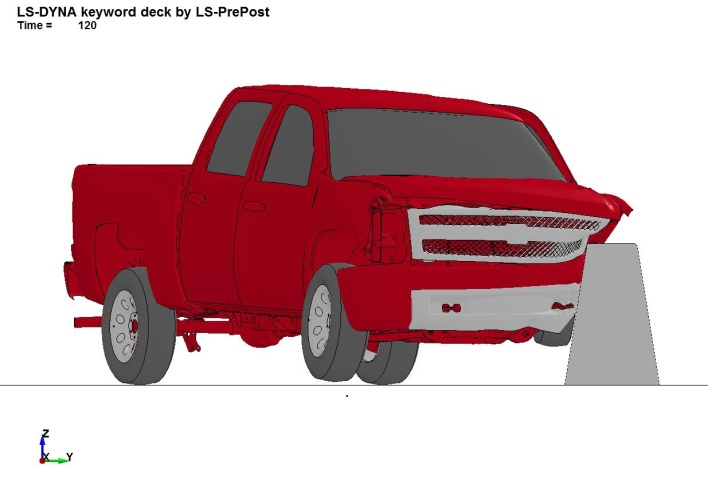 LS-DYNA keyword deck by LS-PrePost
Time = 120
Z
X Y